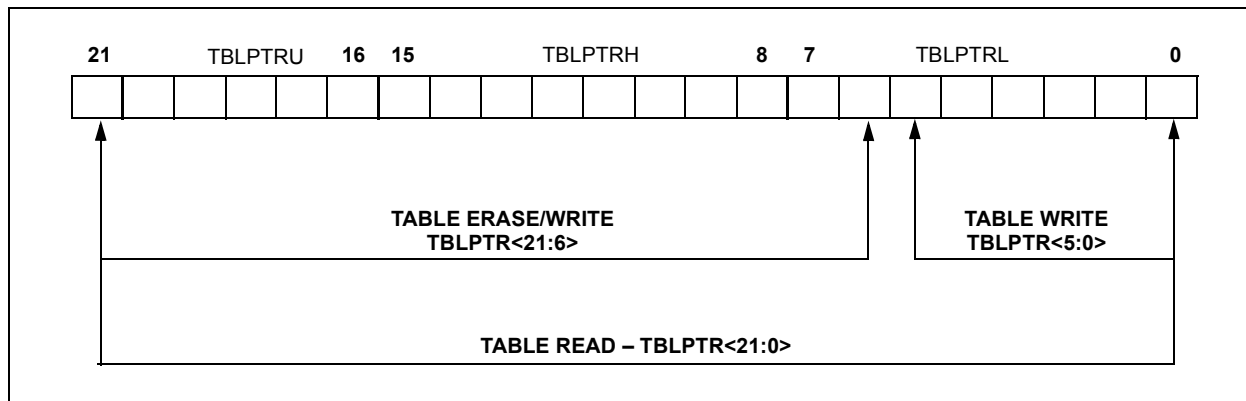 21 TBLPTRU 16 15 TBLPTRH 8 7 TBLPTRL 0
TABLE ERASE/WRITE
TBLPTR<21:6>
TABLE WRITE
TBLPTR<5:0>
TABLE READ – TBLPTR<21:0>